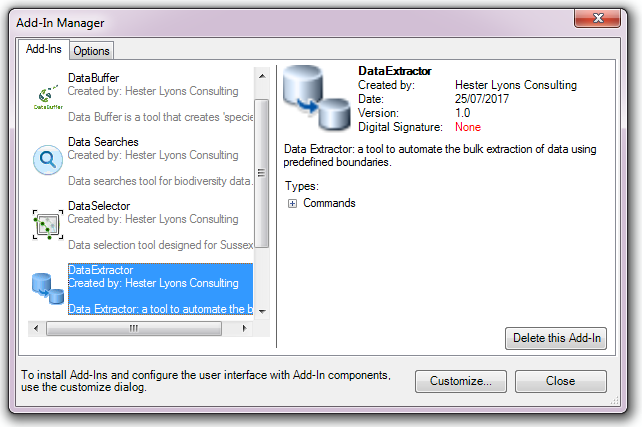 Add-In Manager
Add-Ins
Options
DataBuffer
DataBuffer
Created by: Hester Lyons Consulting
Data Buffer is a tool that creates 'specie
Data Searches
Created by: Hester Lyons Consulting
Data searches tool for biodiversity data
DataSelector
Created by: Hester Lyons Consulting
Data selection tool designed for Sussex
DataExtractor
Created by: Hester Lyons Consulting
Data Extractor: a tool to automate the b
DataExtractor
Created by: Hester Lyons Consulting
Date: 25/07/2017
Version: 1.0
Digital Signature: None
Data Extractor: a tool to automate the bulk extraction of data using
predefined boundaries.
Types:
Commands
Delete this Add-In
To install Add-Ins and configure the user interface with Add-In components,
use the customize dialog.
Customize...
Close